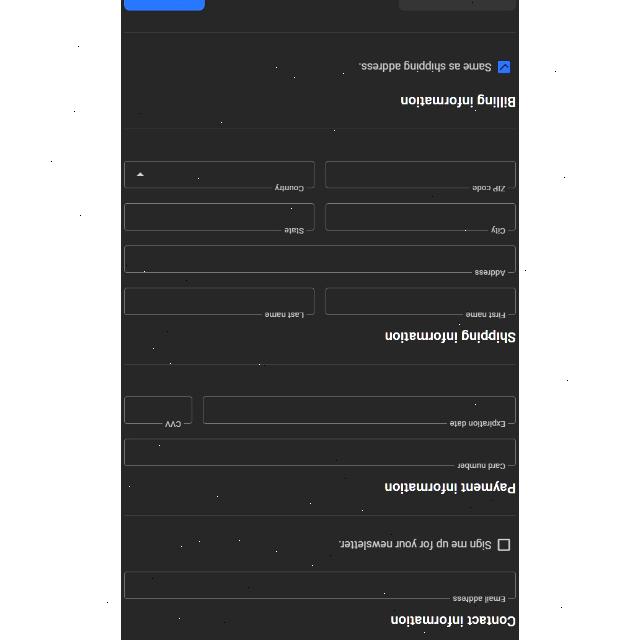 Contact information
Email address
Sign me up for your newsletter.
Payment information
Card number
Expiration date
CVV
Shipping information
First name
Last name
Address
City
State
ZIP code
Country
Billing information
Same as shipping address.